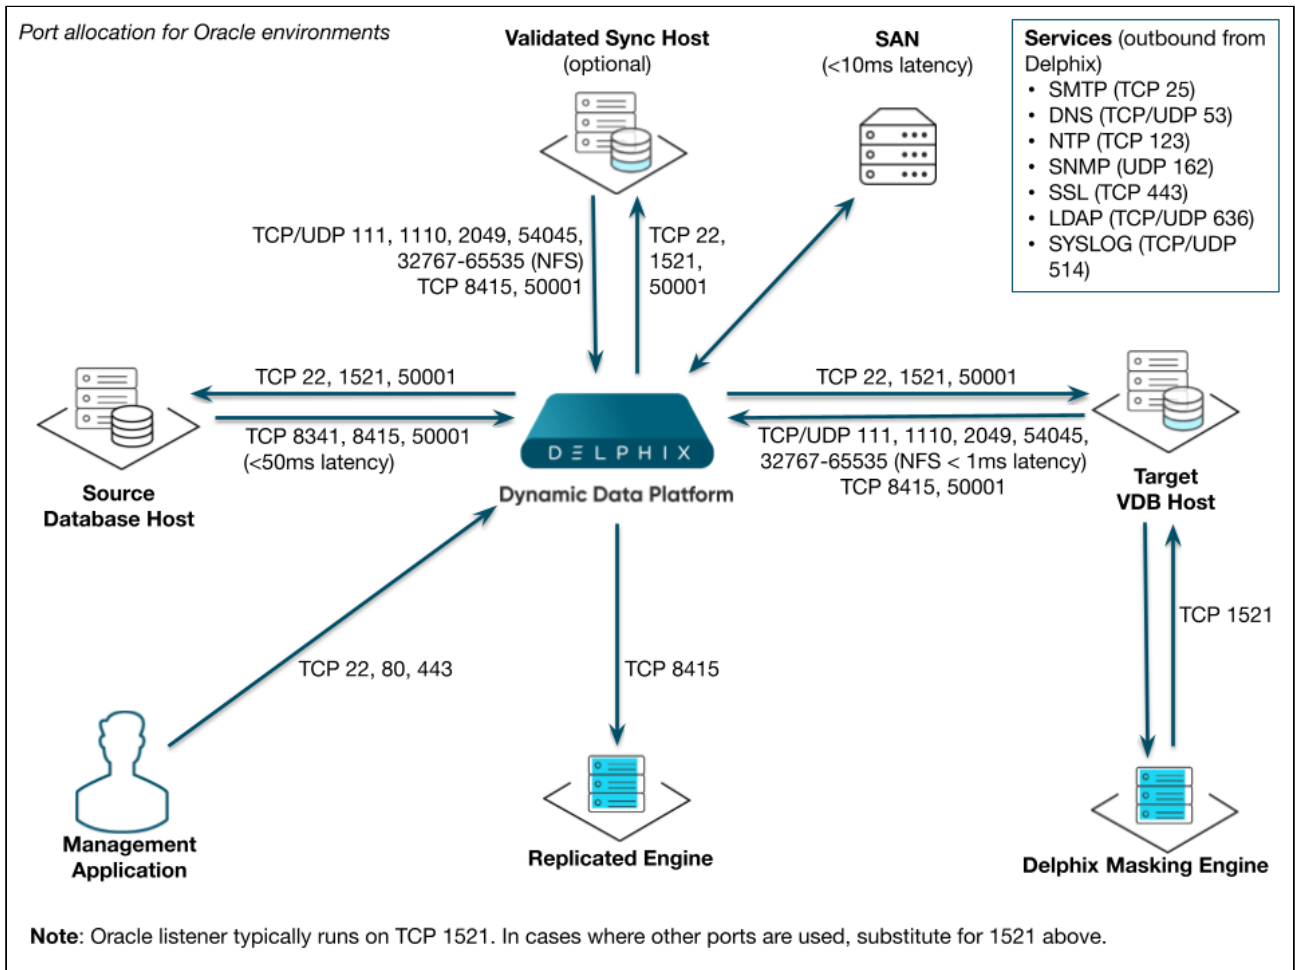 Port allocation for Oracle environments
Validated Sync Host
(optional)
SAN
(<10ms latency)
Services (outbound from
Delphix)
• SMTP (TCP 25)
• DNS (TCP/UDP 53)
• NTP (TCP 123)
• SNMP (UDP 162)
• SSL (TCP 443)
• LDAP (TCP/UDP 636)
• SYSLOG (TCP/UDP
514)
TCP/UDP 111, 1110, 2049, 54045,
32767-65535 (NFS)
TCP 8415, 50001
TCP 22,
1521,
50001
TCP 22, 1521, 50001
TCP 8341, 8415, 50001
(<50ms latency)
Source
Database Host
DELPHIX
Dynamic Data Platform
TCP 22, 1521, 50001
TCP/UDP 111, 1110, 2049, 54045,
32767-65535 (NFS < 1ms latency)
TCP 8415, 50001
Target
VDB Host
TCP 22, 80, 443
TCP 8415
TCP 1521
Management
Application
Replicated Engine
Delphix Masking Engine
Note: Oracle listener typically runs on TCP 1521. In cases where other ports are used, substitute for 1521 above.